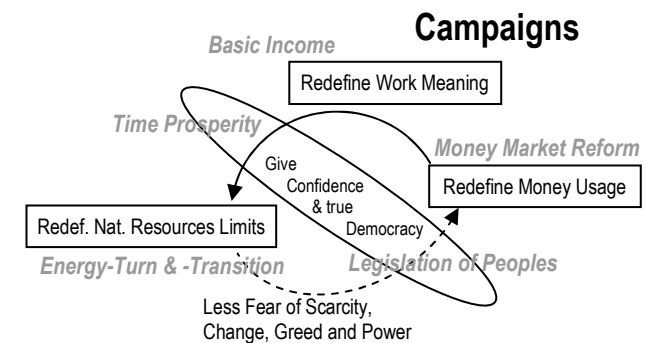 Campaigns
Basic Income
Redefine Work Meaning
Time Prosperity
Money Market Reform
Give
Confidence
& true
Democracy
Redefine Money Usage
Redef. Nat. Resources Limits
Energy-Turn & -Transition
Legislation of Peoples
Less Fear of Scarcity,
Change, Greed and Power